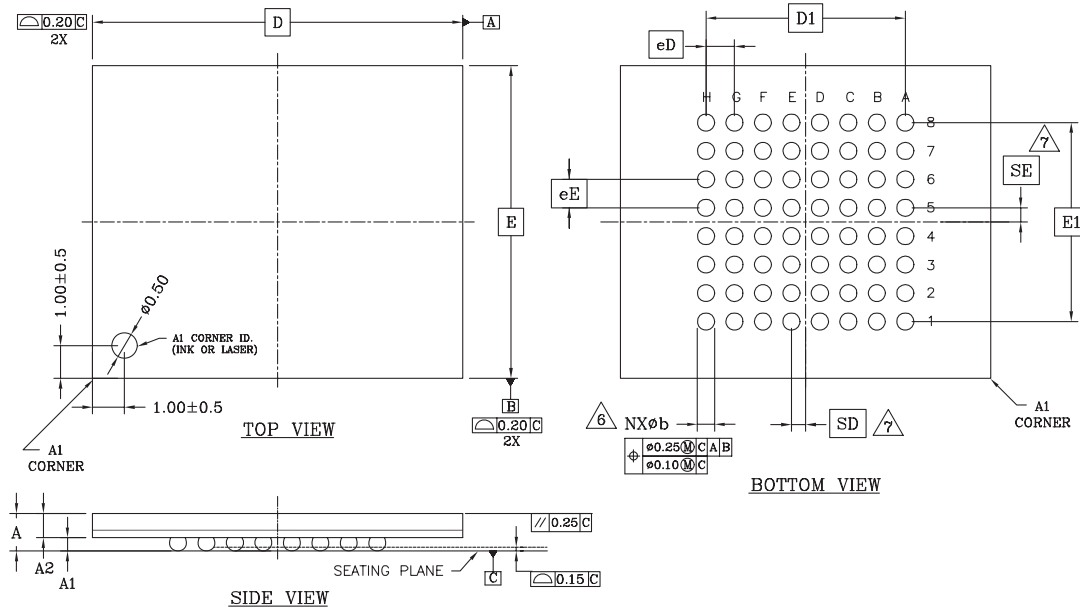 ⌓ 0.20 C
2X
D
A
E
1.00±0.5
ø0.50
A1 CORNER ID.
(INK OR LASER)
1.00±0.5
B
⌓ 0.20 C
2X
TOP VIEW
A1
CORNER
D1
eD
H G F E D C B A
8
7
6
5
4
3
2
1
7
SE
eE
E1
6 NXøb
SD 7
⌖ ø0.25Ⓜ C A B
ø0.10Ⓜ C
A1
CORNER
BOTTOM VIEW
A
A2
A1
// 0.25 C
SEATING PLANE
C
⌓ 0.15 C
SIDE VIEW